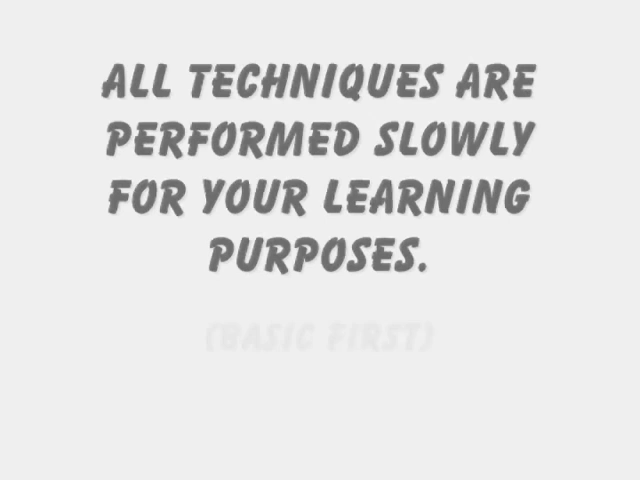 ALL TECHNIQUES ARE
PERFORMED SLOWLY
FOR YOUR LEARNING
PURPOSES.
(BASIC FIRST)